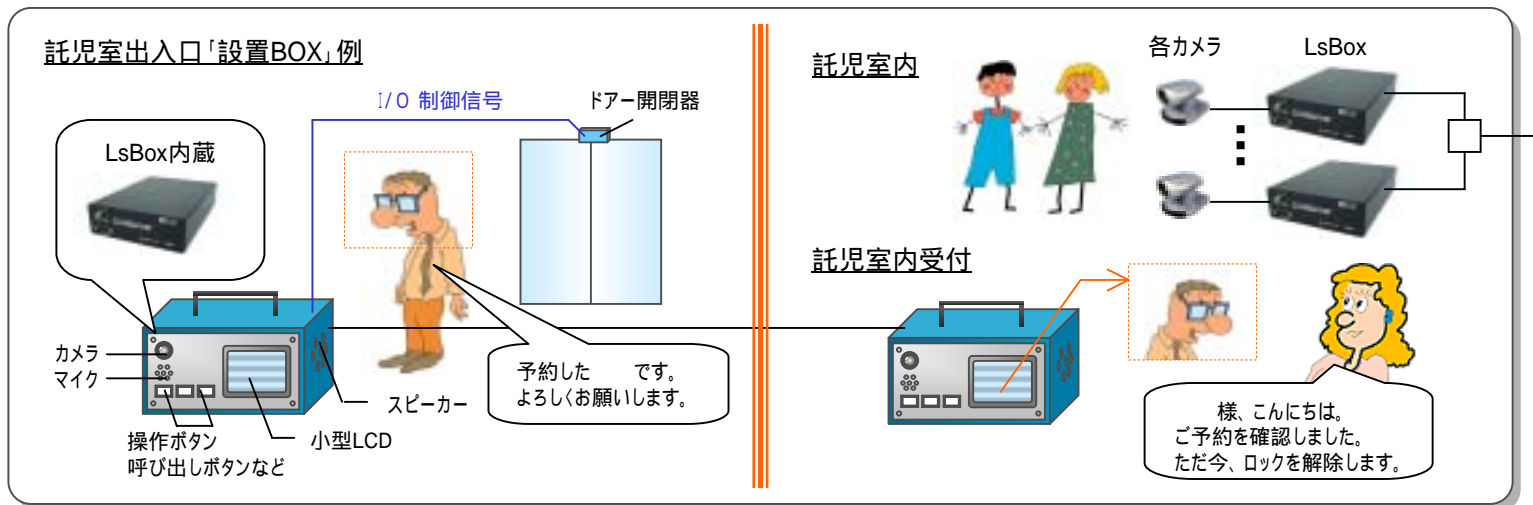 託児室出入口「設置BOX」例
I/O 制御信号
ドアー開閉器
LsBox内蔵
カメラ
マイク
操作ボタン
呼び出しボタンなど
小型LCD
スピーカー
予約した　　です。
よろしくお願いします。
託児室内
各カメラ
LsBox
託児室内受付
様、こんにちは。
ご予約を確認しました。
ただ今、ロックを解除します。